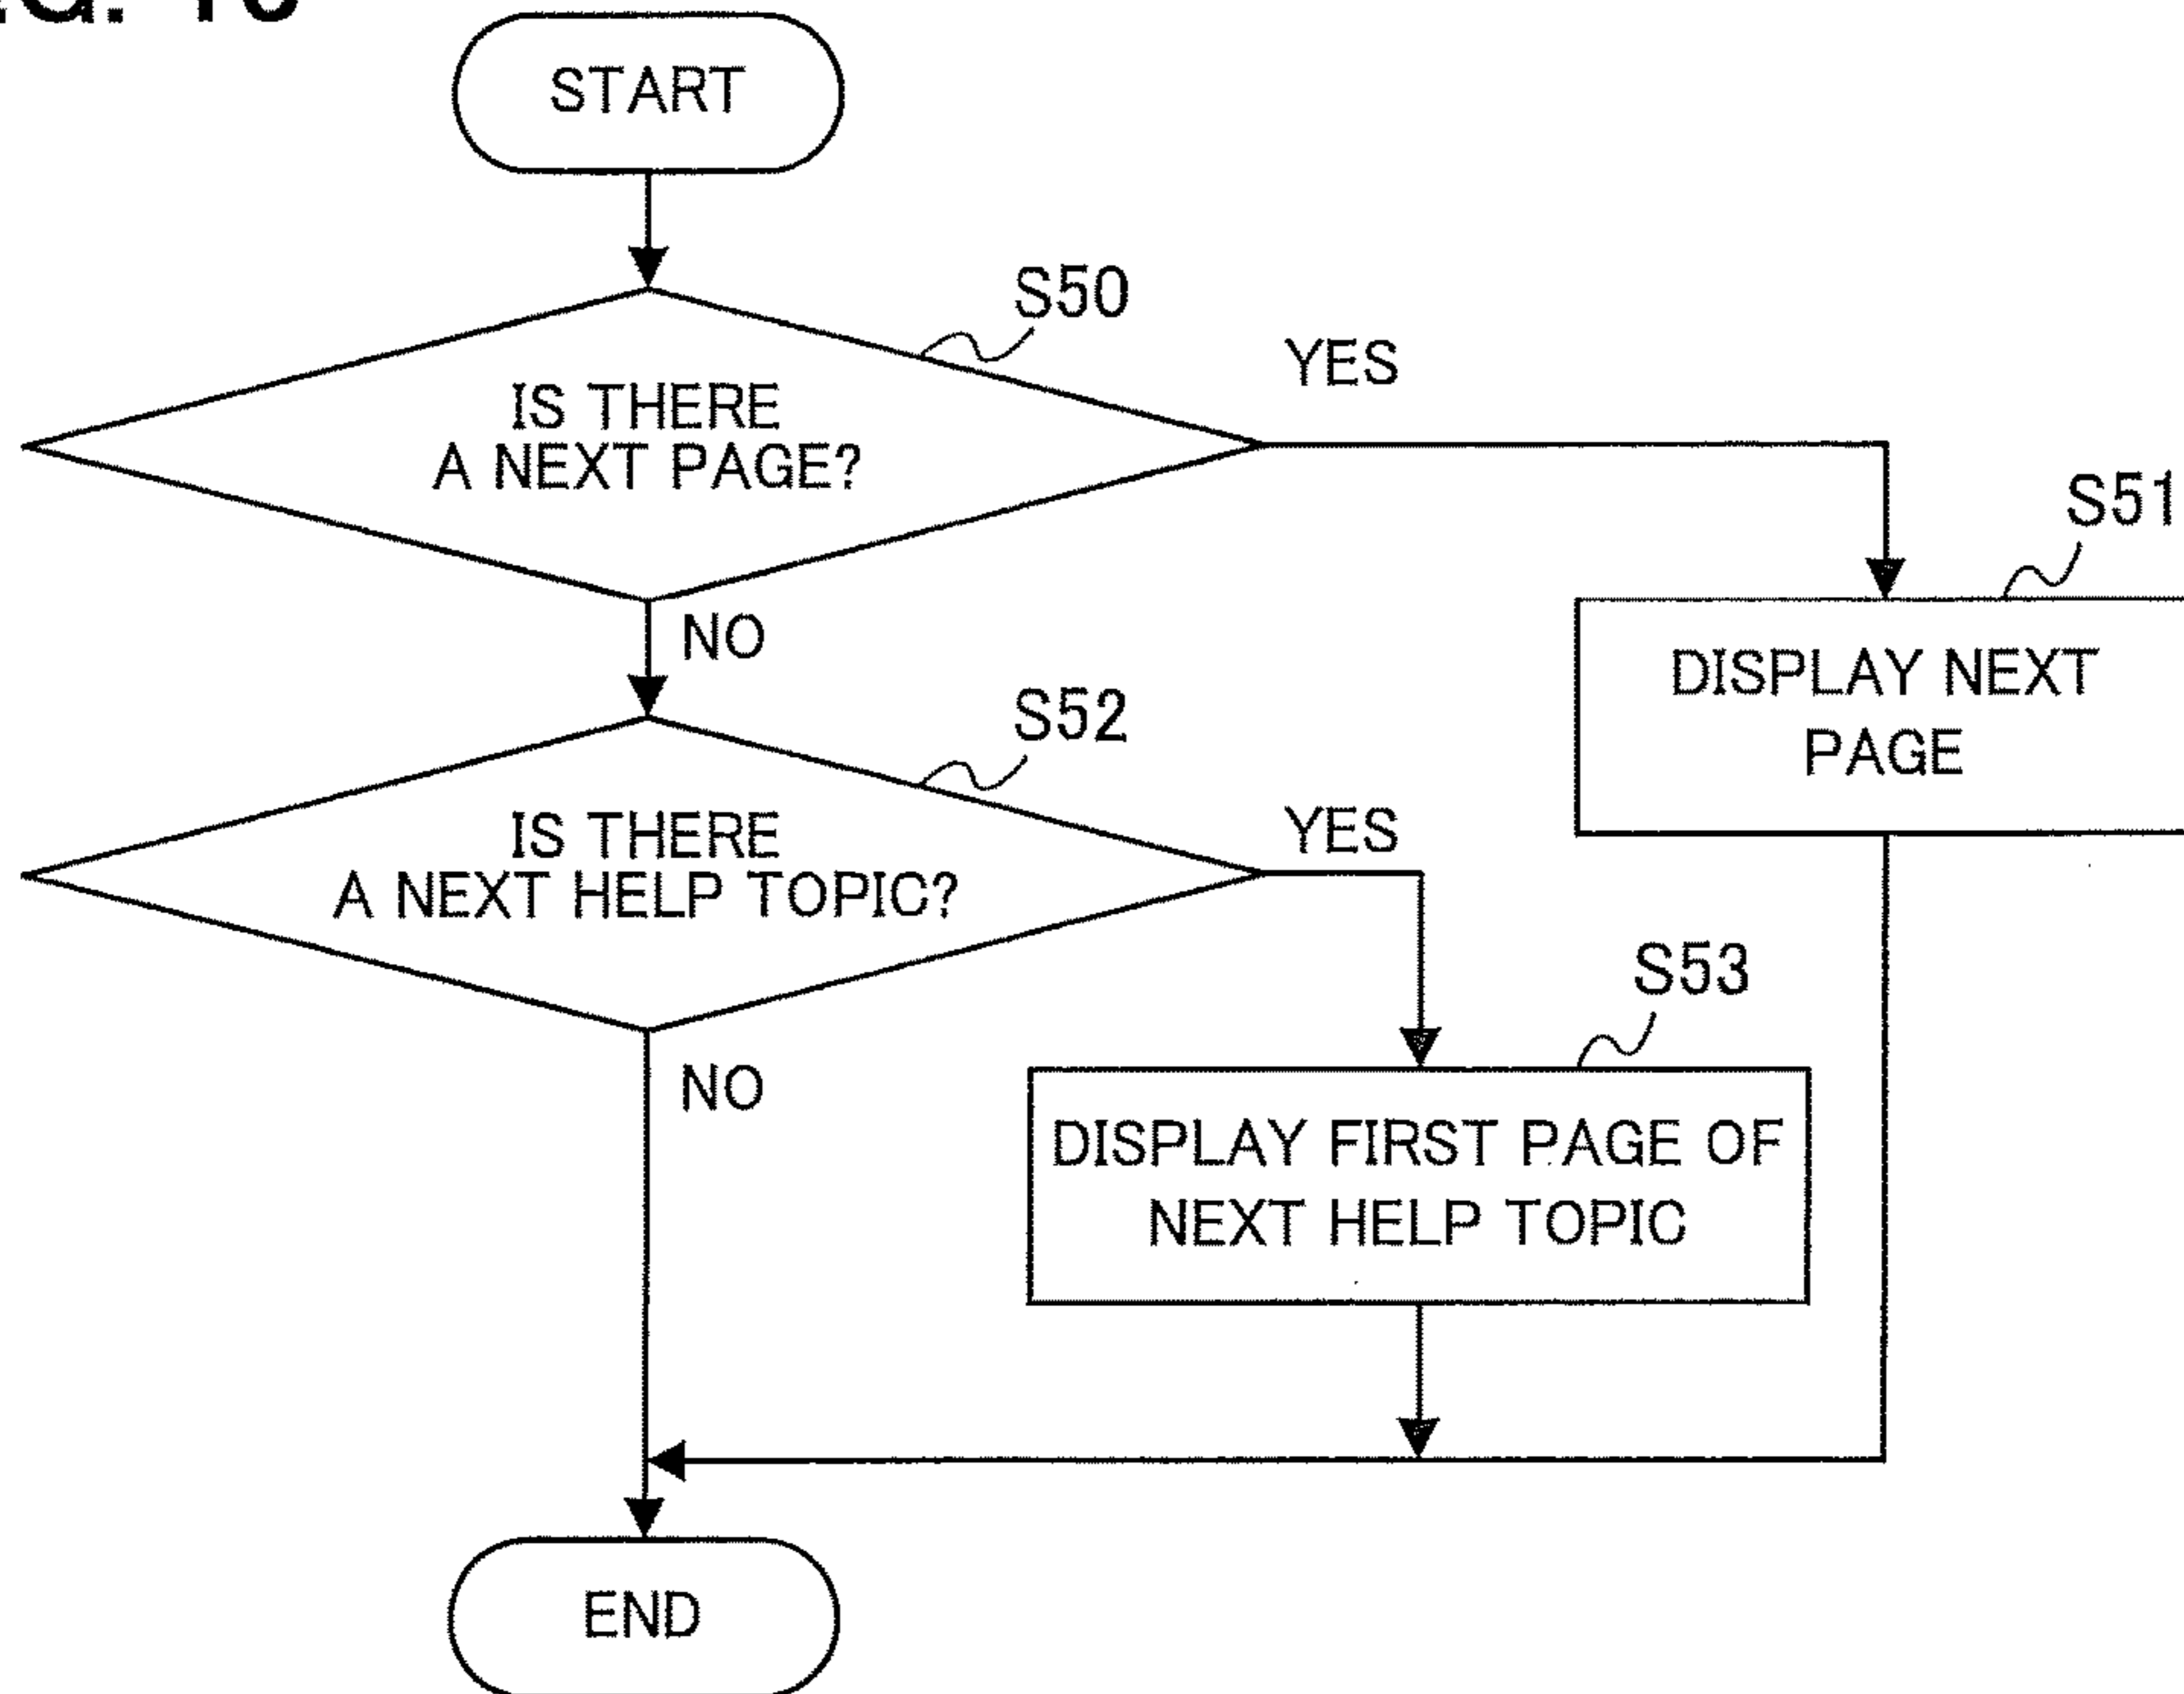 START
S50
YES
IS THERE
A NEXT PAGE?
S51
NO
DISPLAY NEXT
PAGE
S52
YES
IS THERE
A NEXT HELP TOPIC?
S53
NO
DISPLAY FIRST PAGE OF
NEXT HELP TOPIC
END